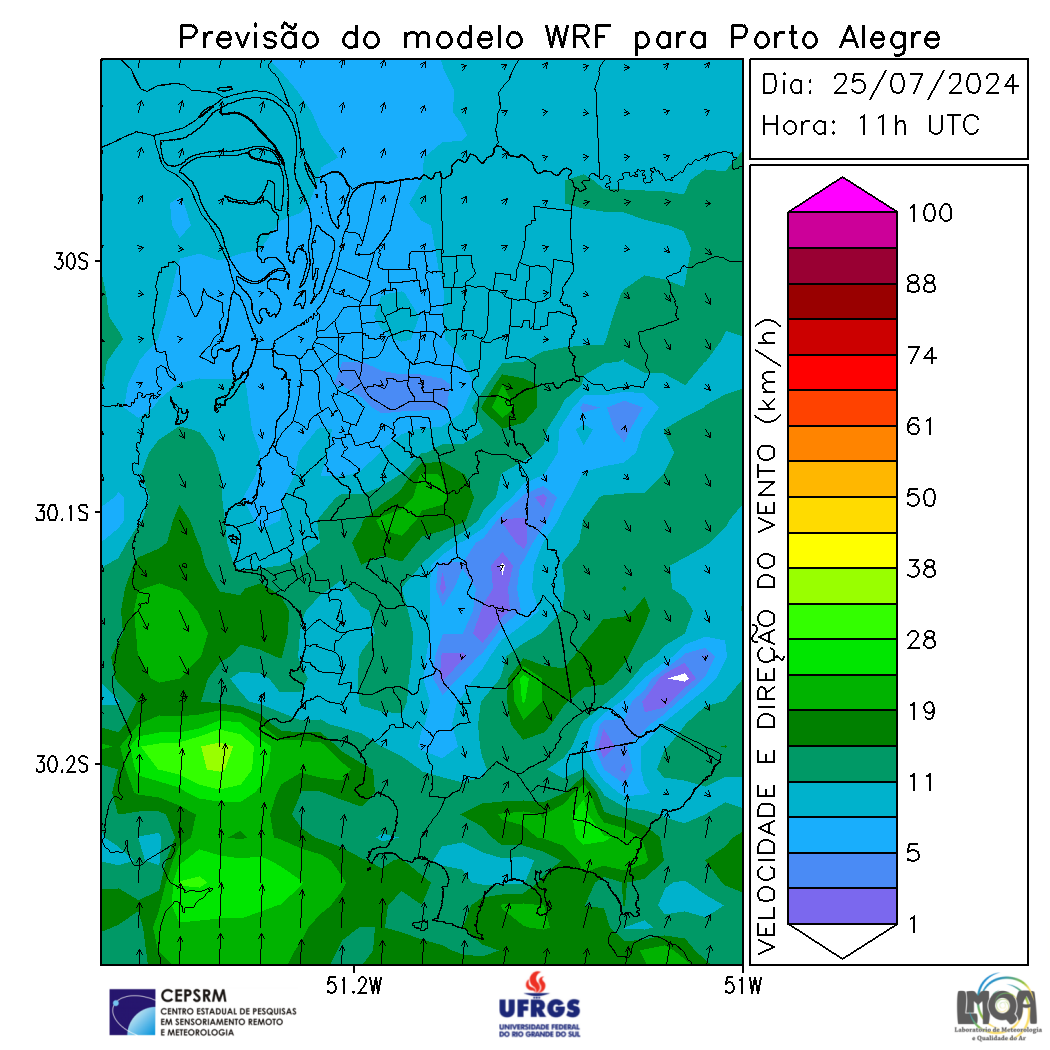 Previsão do modelo WRF para Porto Alegre
Dia: 25/07/2024
Hora: 11h UTC
30S
30.1S
30.2S
51.2W
51W
VELOCIDADE E DIREÇÃO DO VENTO (km/h)
100
88
74
61
50
38
28
19
11
5
1
CEPSRM
CENTRO ESTADUAL DE PESQUISAS
EM SENSORIAMENTO REMOTO
E METEOROLOGIA
UFRGS
UNIVERSIDADE FEDERAL
DO RIO GRANDE DO SUL
LMQA
Laboratório de Meteorologia
e Qualidade do Ar